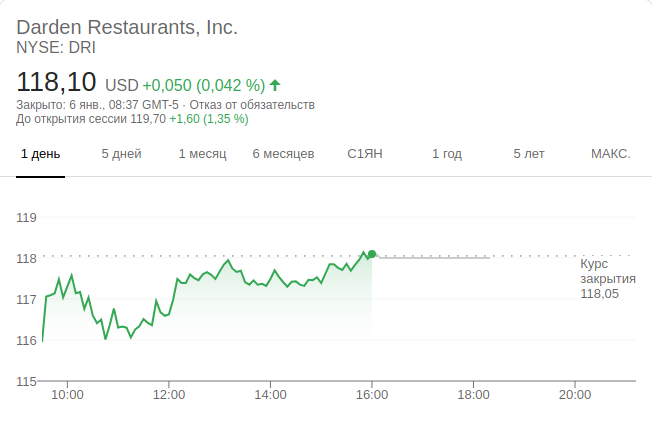 Darden Restaurants, Inc.
NYSE: DRI
118,10 USD +0,050 (0,042 %)
Закрыто: 6 янв., 08:37 GMT-5 · Отказ от обязательств
До открытия сессии 119,70 +1,60 (1,35 %)
1 день 5 дней 1 месяц 6 месяцев С1ЯН 1 год 5 лет МАКС.
119
118
117
116
115
Курс
закрытия
118,05
10:00 12:00 14:00 16:00 18:00 20:00